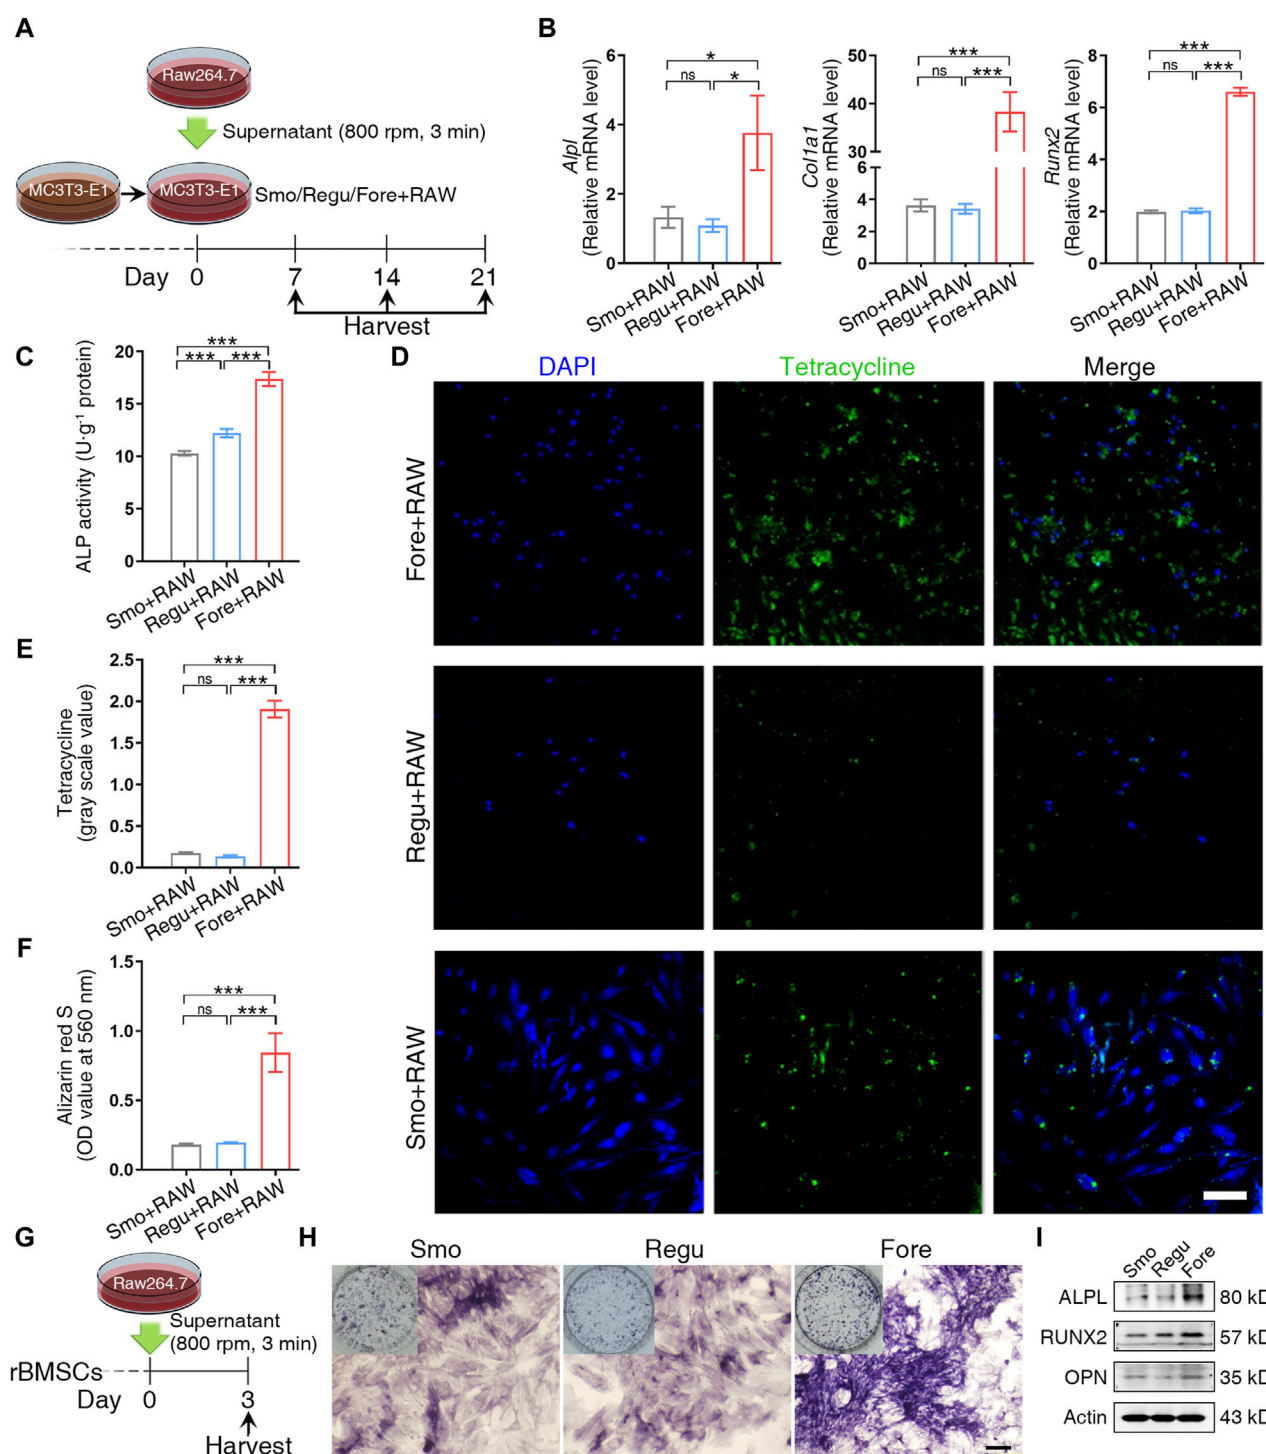 A
Raw264.7
Supernatant (800 rpm, 3 min)
MC3T3-E1
MC3T3-E1
Smo/Regu/Fore+RAW
Day 0 7 14 21
Harvest
B
Alpl
(Relative mRNA level)
6
4
2
0
*
ns
*
Smo+RAW
Regu+RAW
Fore+RAW
Col1a1
(Relative mRNA level)
50
40
30
6
4
2
0
***
ns
***
Smo+RAW
Regu+RAW
Fore+RAW
Runx2
(Relative mRNA level)
8
6
4
2
0
***
ns
***
Smo+RAW
Regu+RAW
Fore+RAW
C
ALP activity (U·g⁻¹ protein)
20
15
10
5
0
***
***
***
Smo+RAW
Regu+RAW
Fore+RAW
D
DAPI
Tetracycline
Merge
Fore+RAW
Regu+RAW
Smo+RAW
E
Tetracycline
(gray scale value)
2.5
2.0
1.5
1.0
0.5
0.0
***
ns
***
Smo+RAW
Regu+RAW
Fore+RAW
F
Alizarin red S
(OD value at 560 nm)
1.5
1.0
0.5
0.0
***
ns
***
Smo+RAW
Regu+RAW
Fore+RAW
G
Raw264.7
Supernatant
(800 rpm, 3 min)
rBMSCs
Day 0 3
Harvest
H
Smo
Regu
Fore
I
Smo
Regu
Fore
ALPL 80 kD
RUNX2 57 kD
OPN 35 kD
Actin 43 kD